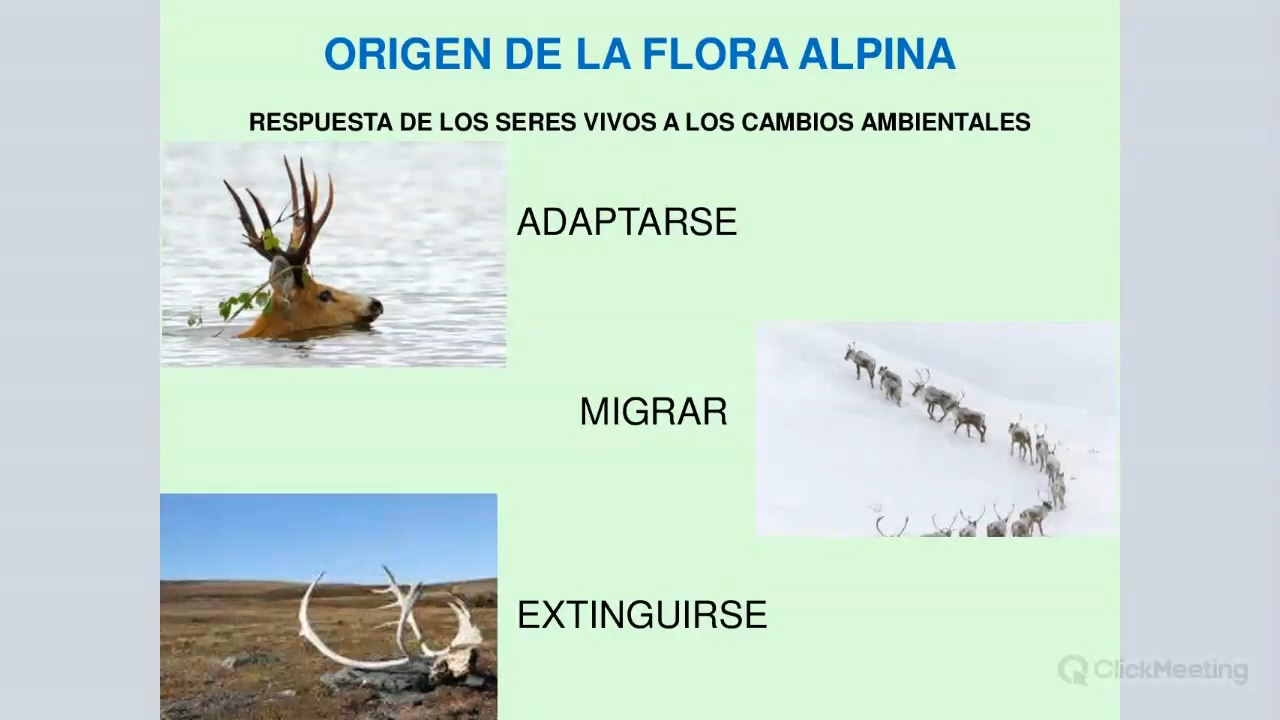 ORIGEN DE LA FLORA ALPINA
RESPUESTA DE LOS SERES VIVOS A LOS CAMBIOS AMBIENTALES
ADAPTARSE
MIGRAR
EXTINGUIRSE
ClickMeeting